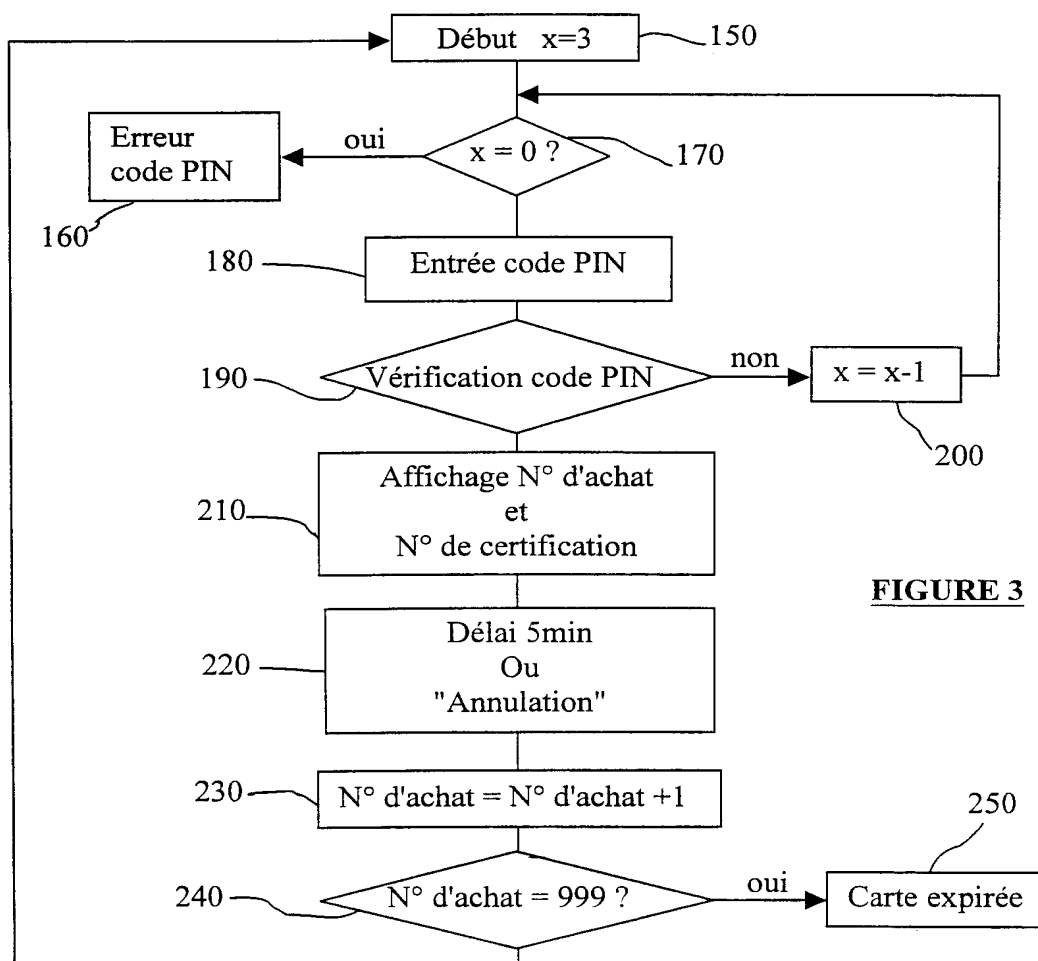 Début x=3
150
x = 0 ?
170
oui
Erreur
code PIN
160
180
Entrée code PIN
190
Vérification code PIN
non
x = x-1
200
210
Affichage N° d'achat
et
N° de certification
FIGURE 3
220
Délai 5min
Ou
"Annulation"
230
N° d'achat = N° d'achat +1
240
N° d'achat = 999 ?
oui
250
Carte expirée